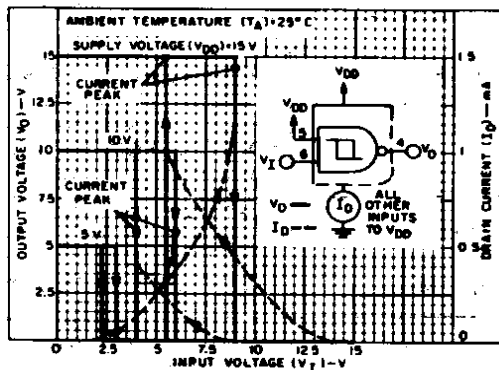 AMBIENT TEMPERATURE (TA)=25°C
SUPPLY VOLTAGE (VDD)=15 V
CURRENT
PEAK
10 V
CURRENT
PEAK
5 V
OUTPUT VOLTAGE (VO)—V
15
12.5
10
7.5
5
2.5
0
2.5
5
7.5
10
15
INPUT VOLTAGE (VI)—V
1.5
1
0.5
0
DRAIN CURRENT (ID)—mA
VDD
VDD
5
VI
6
4
VO
ID
VO —
ID ---
ALL
OTHER
INPUTS
TO VDD